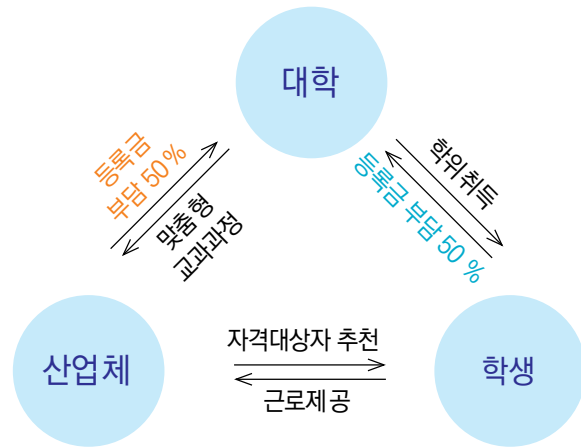 대학
등록금
부담 50 %
맞춤형
교과과정
학위취득
등록금 부담 50 %
산업체
자격대상자 추천
근로제공
학생